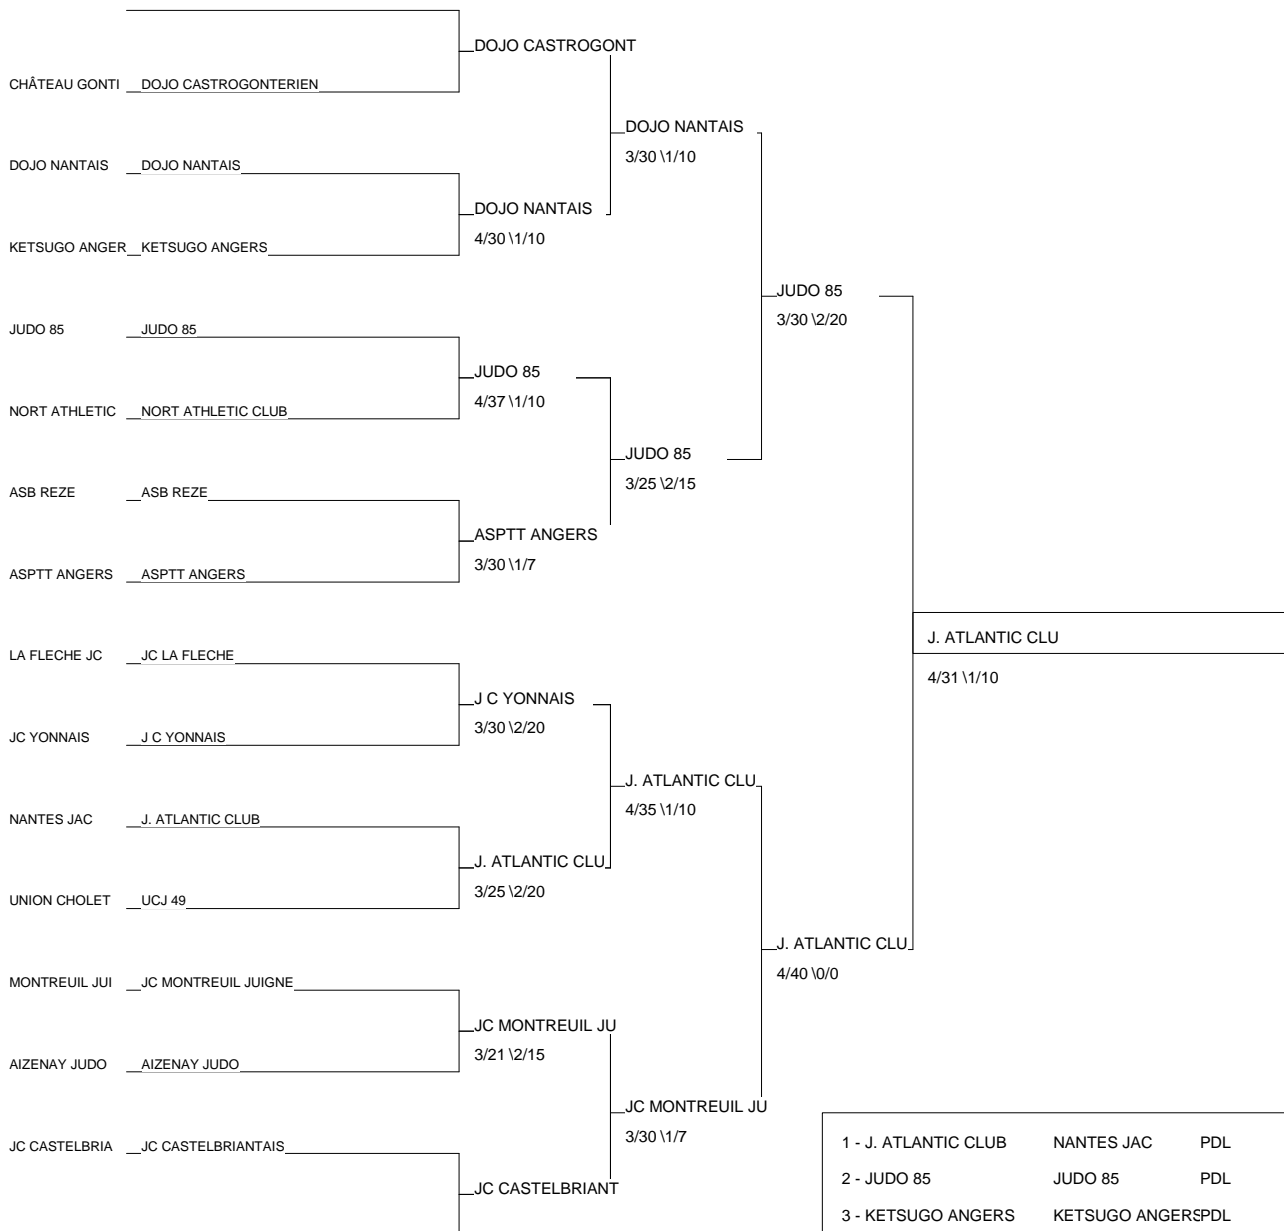 DOJO CASTROGONT
CHÂTEAU GONTI DOJO CASTROGONTERIEN
DOJO NANTAIS
3/30 \1/10
DOJO NANTAIS DOJO NANTAIS
DOJO NANTAIS
4/30 \1/10
KETSUGO ANGER KETSUGO ANGERS
JUDO 85
3/30 \2/20
JUDO 85 JUDO 85
JUDO 85
4/37 \1/10
NORT ATHLETIC NORT ATHLETIC CLUB
JUDO 85
3/25 \2/15
ASB REZE ASB REZE
ASPTT ANGERS
3/30 \1/7
ASPTT ANGERS ASPTT ANGERS
J. ATLANTIC CLU
4/31 \1/10
LA FLECHE JC JC LA FLECHE
J C YONNAIS
3/30 \2/20
JC YONNAIS J C YONNAIS
J. ATLANTIC CLU
4/35 \1/10
NANTES JAC J. ATLANTIC CLUB
J. ATLANTIC CLU
3/25 \2/20
UNION CHOLET UCJ 49
J. ATLANTIC CLU
4/40 \0/0
MONTREUIL JUI JC MONTREUIL JUIGNE
JC MONTREUIL JU
3/21 \2/15
AIZENAY JUDO AIZENAY JUDO
JC MONTREUIL JU
3/30 \1/7
JC CASTELBRIA JC CASTELBRIANTAIS
JC CASTELBRIANT
1 - J. ATLANTIC CLUB NANTES JAC PDL
2 - JUDO 85 JUDO 85 PDL
3 - KETSUGO ANGERS KETSUGO ANGERS PDL